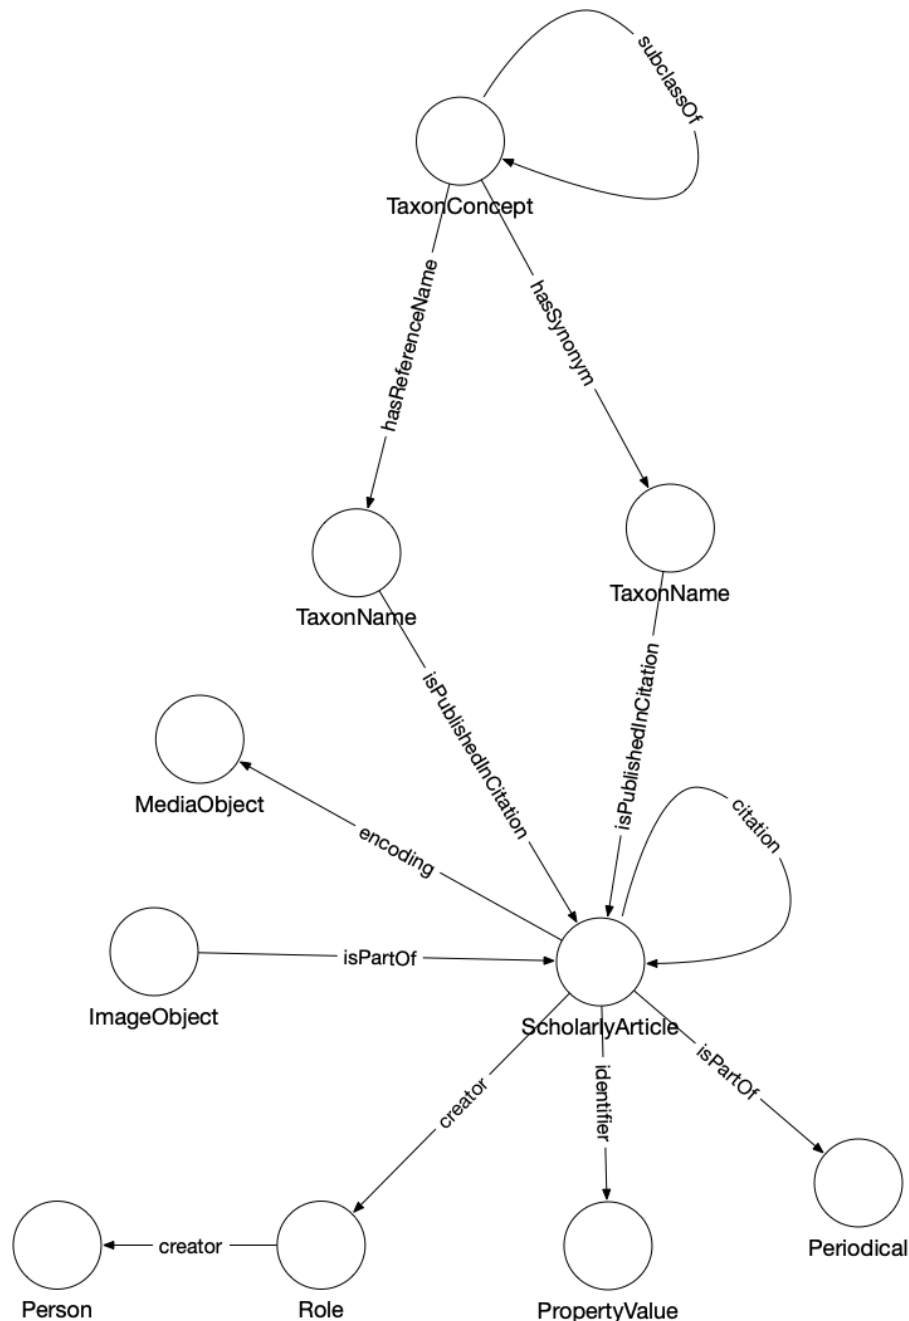 subclassOf
TaxonConcept
hasReferenceName
hasSynonym
TaxonName
TaxonName
isPublishedInCitation
isPublishedInCitation
MediaObject
citation
encoding
isPartOf
ImageObject
ScholarlyArticle
isPartOf
identifier
creator
Periodical
creator
Person
Role
PropertyValue